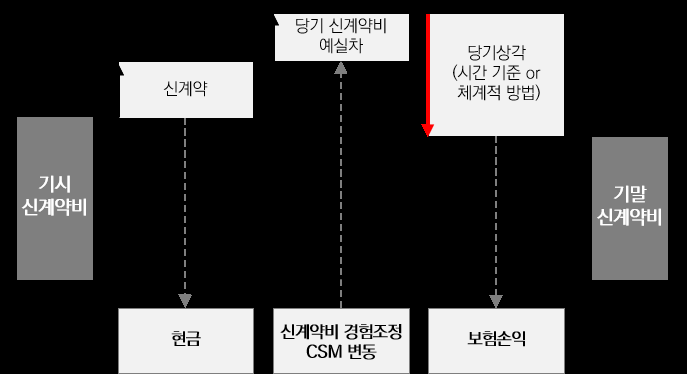 기시
신계약비
신계약
당기 신계약비
예실차
당기상각
(시간 기준 or
체계적 방법)
기말
신계약비
현금
신계약비 경험조정
CSM 변동
보험손익